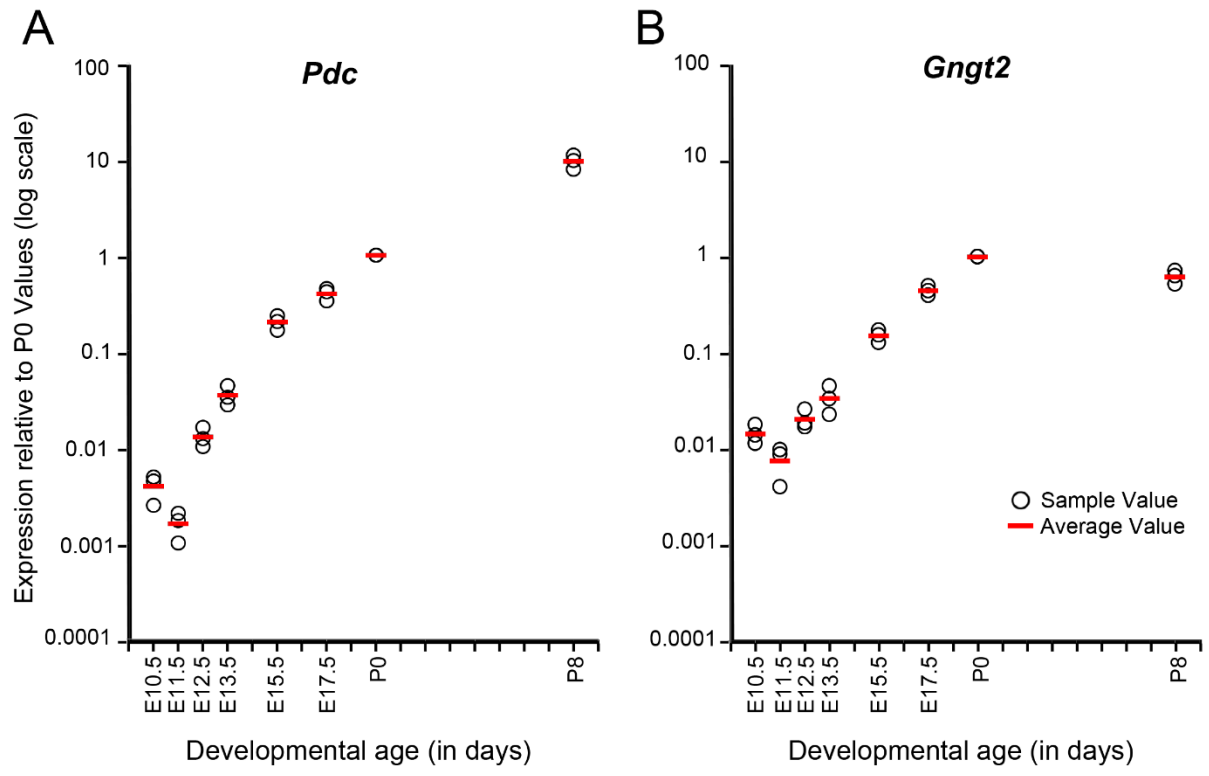 A
Pdc
Expression relative to P0 Values (log scale)
100
10
1
0.1
0.01
0.001
0.0001
E10.5
E11.5
E12.5
E13.5
E15.5
E17.5
P0
P8
Developmental age (in days)
B
Gngt2
100
10
1
0.1
0.01
0.001
0.0001
Sample Value
Average Value
E10.5
E11.5
E12.5
E13.5
E15.5
E17.5
P0
P8
Developmental age (in days)